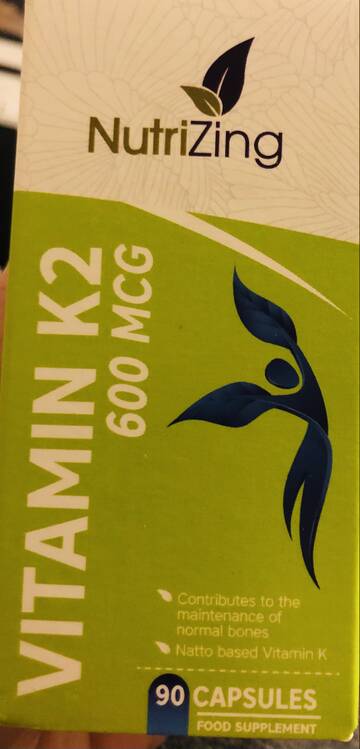 NutriZing
VITAMIN K2
600 MCG
Contributes to the
maintenance of
normal bones
Natto based Vitamin K
90 CAPSULES
FOOD SUPPLEMENT